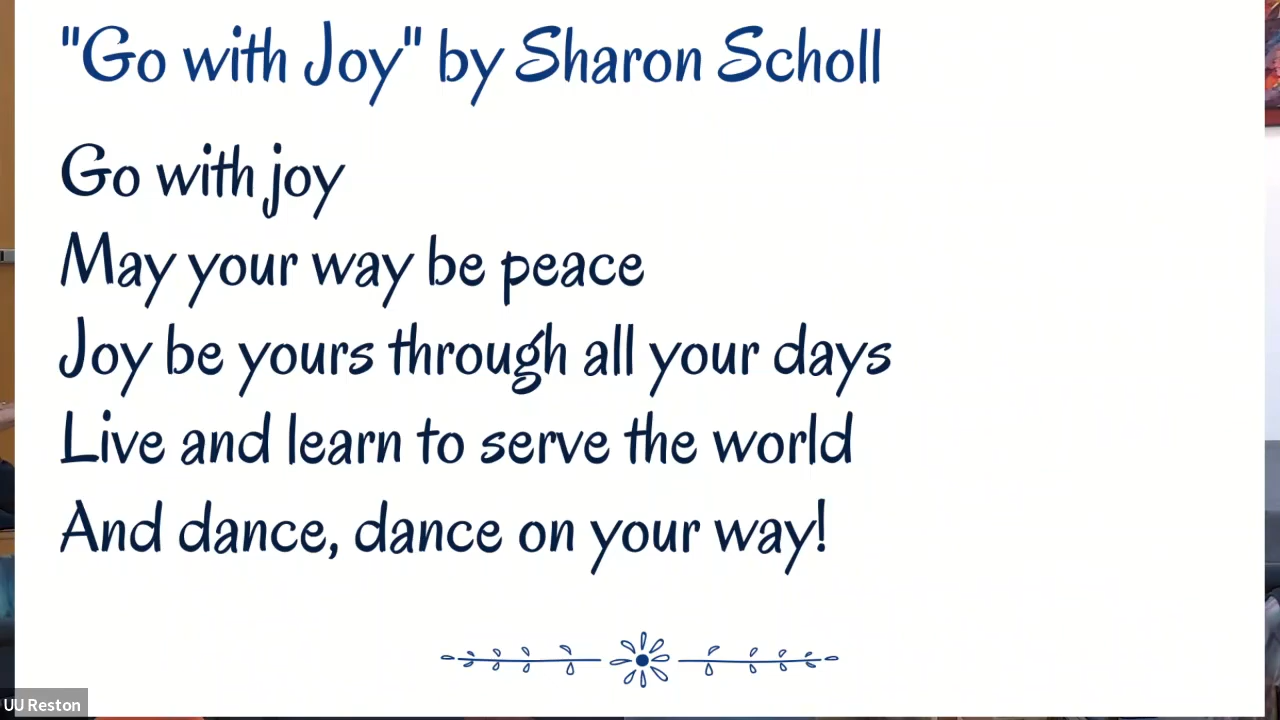 "Go with Joy" by Sharon Scholl
Go with joy
May your way be peace
Joy be yours through all your days
Live and learn to serve the world
And dance, dance on your way!
UU Reston